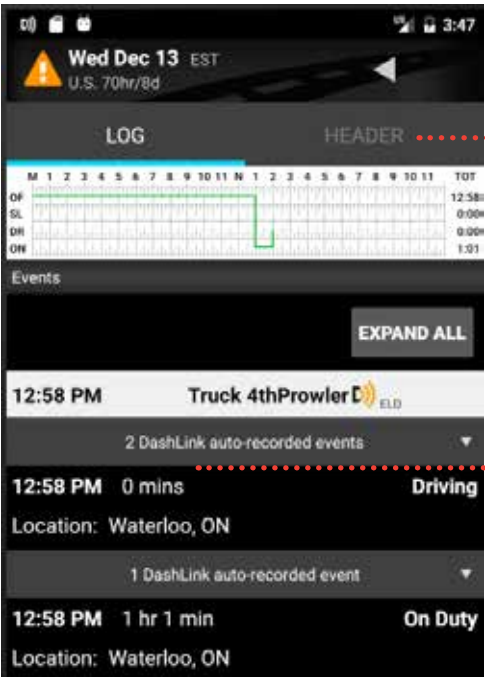 3:47
Wed Dec 13 EST
U.S. 70hr/8d
LOG HEADER
M 1 2 3 4 5 6 7 8 9 10 11 N 1 2 3 4 5 6 7 8 9 10 11 TOT
OF 12:58
SL 0:00
DR 0:00
ON 1:01
Events
EXPAND ALL
12:58 PM Truck 4thProwler ELD
2 DashLink auto-recorded events
12:58 PM 0 mins Driving
Location: Waterloo, ON
1 DashLink auto-recorded event
12:58 PM 1 hr 1 min On Duty
Location: Waterloo, ON